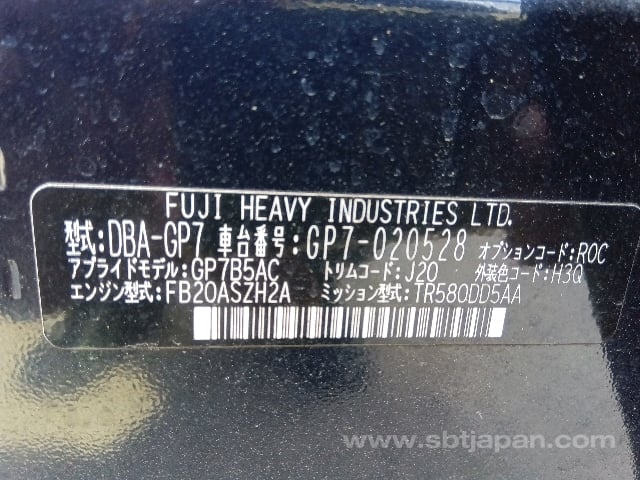 FUJI HEAVY INDUSTRIES LTD.
型式:DBA-GP7 車台番号:GP7-020528 オプションコード:ROC
アプライドモデル:GP7B5AC トリムコード:J20 外装色コード:H3Q
エンジン型式:FB20ASZH2A ミッション型式:TR580DD5AA
www.sbtjapan.com